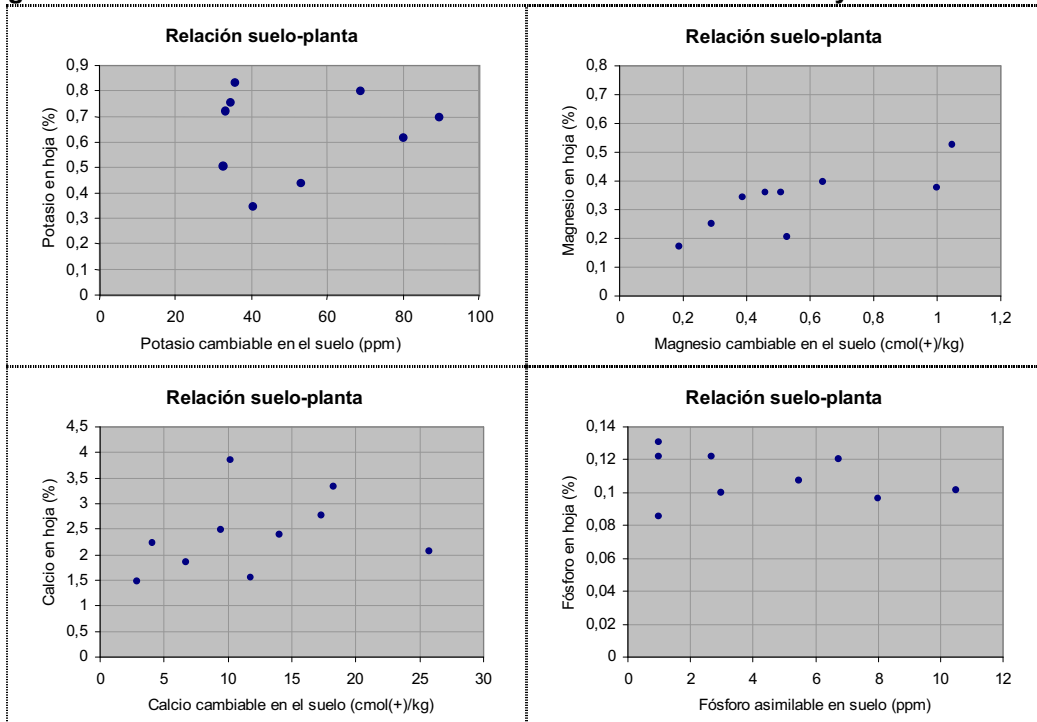 Relación suelo-planta
0,9
0,8
0,7
0,6
0,5
0,4
0,3
0,2
0,1
0
Potasio en hoja (%)
0 20 40 60 80 100
Potasio cambiable en el suelo (ppm)
Relación suelo-planta
0,8
0,7
0,6
0,5
0,4
0,3
0,2
0,1
0
Magnesio en hoja (%)
0 0,2 0,4 0,6 0,8 1 1,2
Magnesio cambiable en el suelo (cmol(+)/kg)
Relación suelo-planta
4,5
4
3,5
3
2,5
2
1,5
1
0,5
0
Calcio en hoja (%)
0 5 10 15 20 25 30
Calcio cambiable en el suelo (cmol(+)/kg)
Relación suelo-planta
0,14
0,12
0,1
0,08
0,06
0,04
0,02
0
Fósforo en hoja (%)
0 2 4 6 8 10 12
Fósforo asimilable en suelo (ppm)